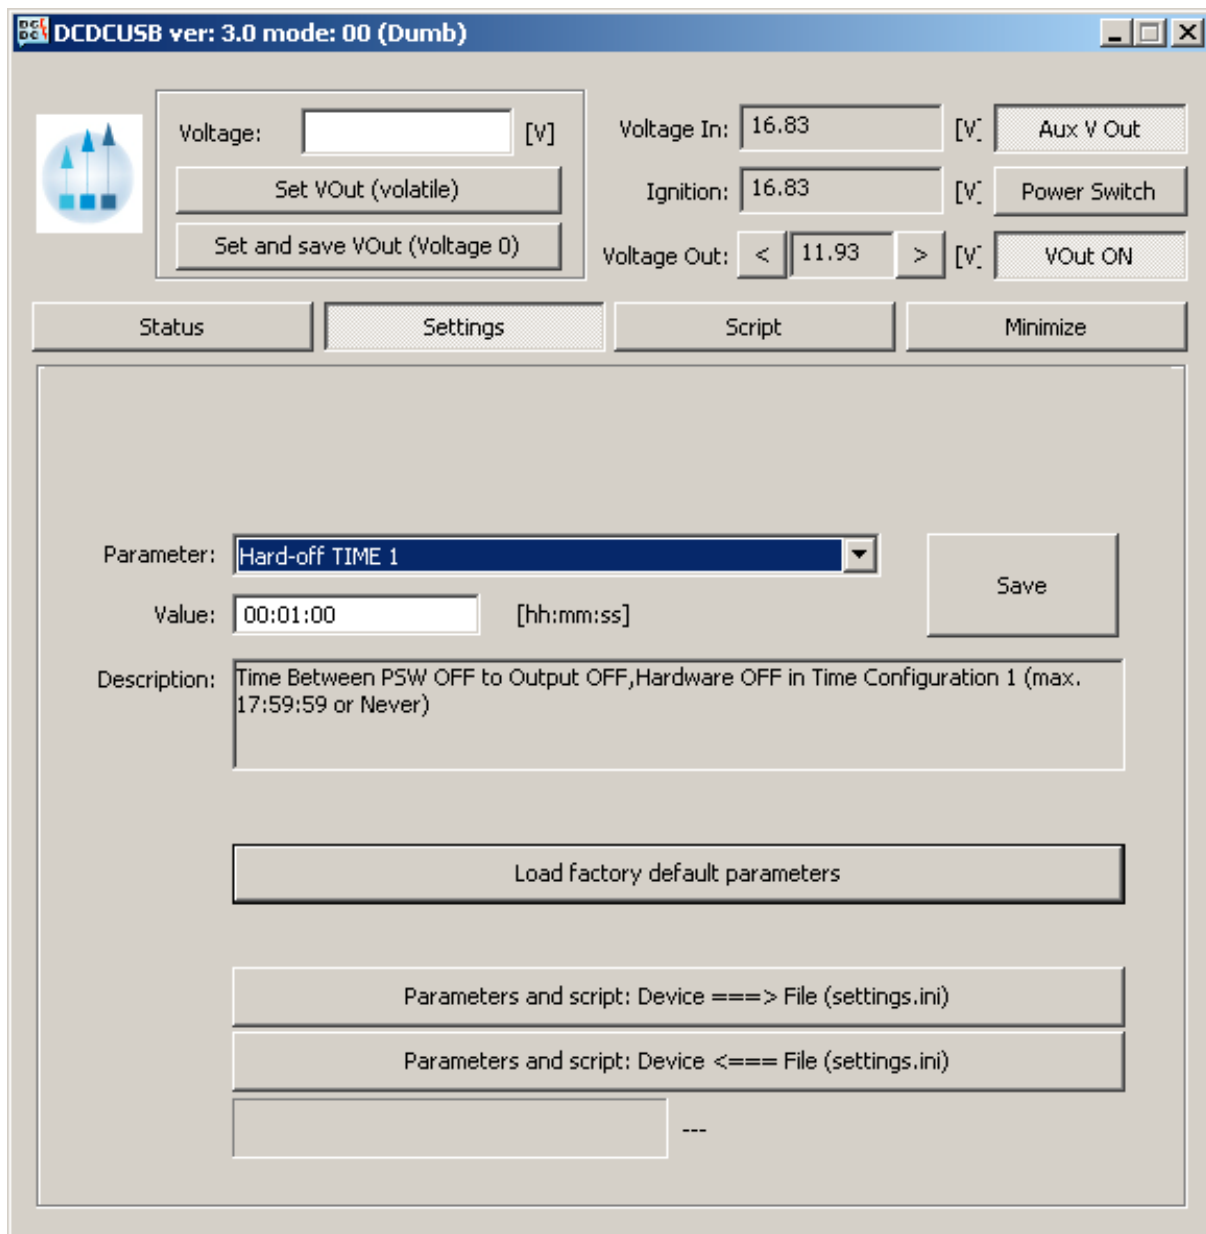 DCDCUSB ver: 3.0 mode: 00 (Dumb)
Voltage: [V]
Set VOut (volatile)
Set and save VOut (Voltage 0)
Voltage In: 16.83 [V]
Aux V Out
Ignition: 16.83 [V]
Power Switch
Voltage Out: < 11.93 > [V]
VOut ON
Status
Settings
Script
Minimize
Parameter: Hard-off TIME 1
Save
Value: 00:01:00 [hh:mm:ss]
Description: Time Between PSW OFF to Output OFF,Hardware OFF in Time Configuration 1 (max.
17:59:59 or Never)
Load factory default parameters
Parameters and script: Device ===> File (settings.ini)
Parameters and script: Device <=== File (settings.ini)
---